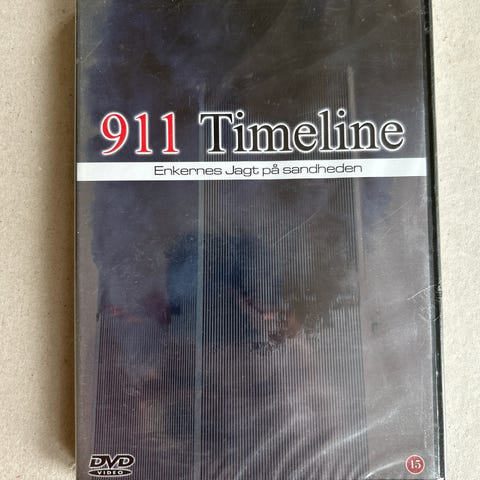 911 Timeline
Enkernes Jagt på sandheden
DVD
VIDEO
15